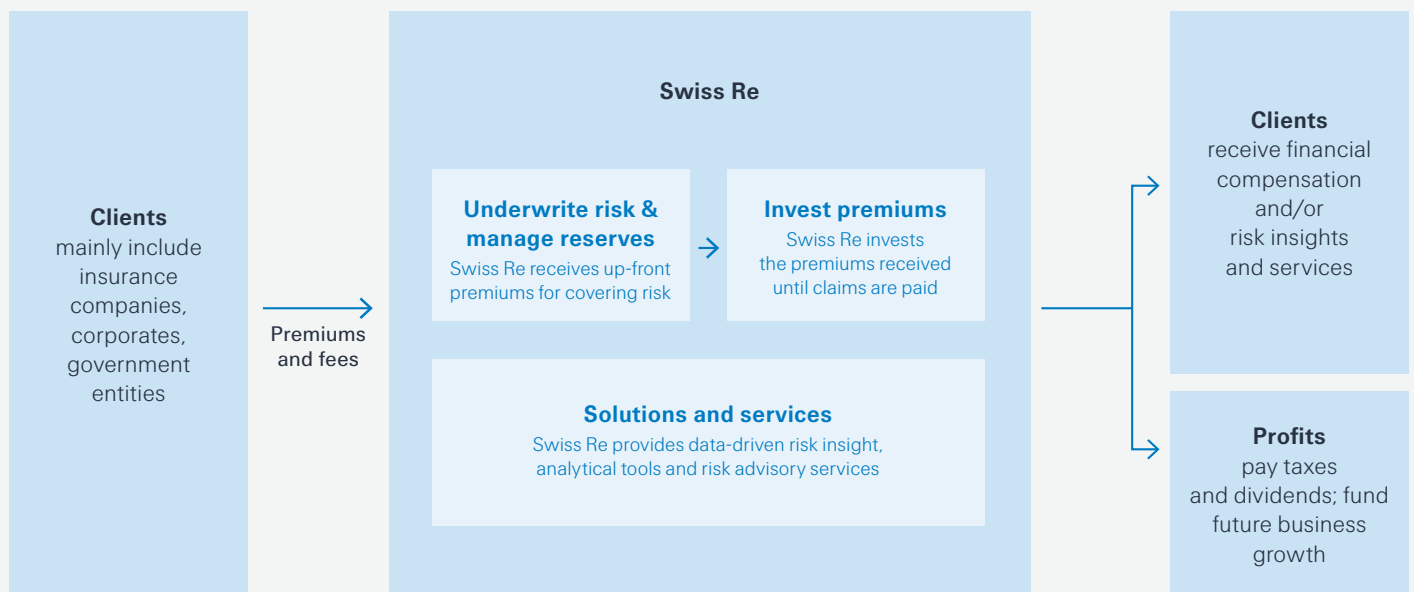 Clients
mainly include
insurance
companies,
corporates,
government
entities
Premiums
and fees
Swiss Re
Underwrite risk &
manage reserves
Swiss Re receives up-front
premiums for covering risk
Invest premiums
Swiss Re invests
the premiums received
until claims are paid
Solutions and services
Swiss Re provides data-driven risk insight,
analytical tools and risk advisory services
Clients
receive financial
compensation
and/or
risk insights
and services
Profits
pay taxes
and dividends; fund
future business
growth